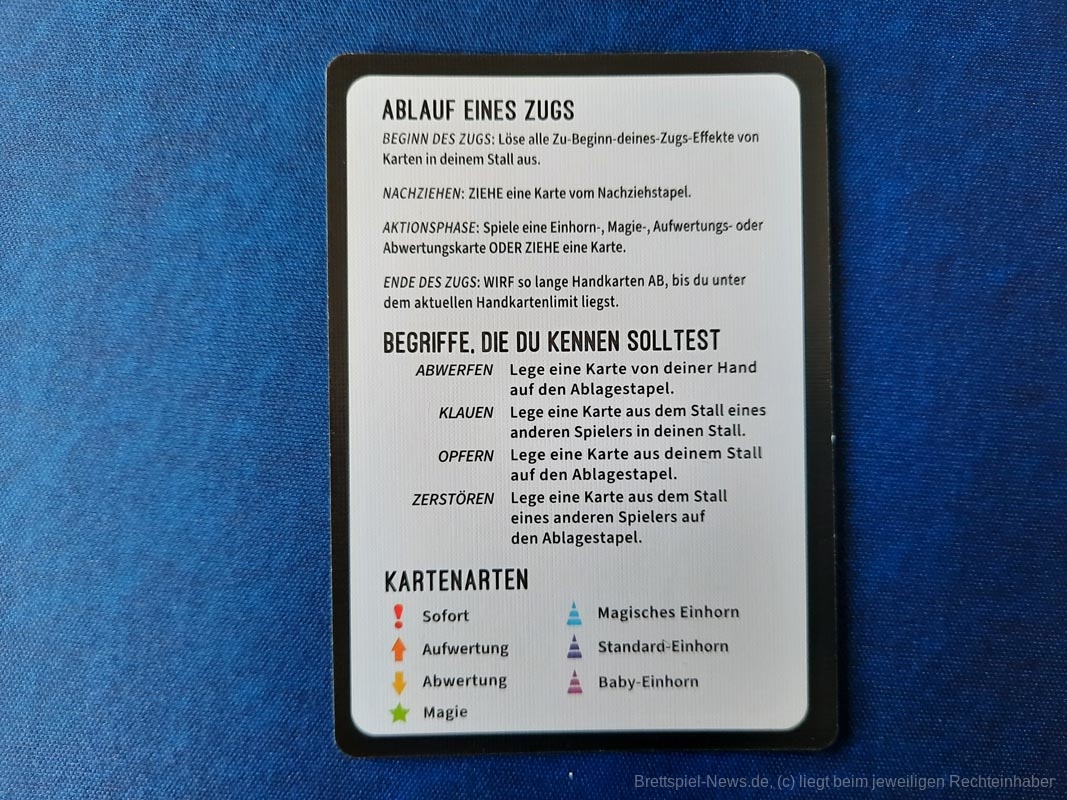 ABLAUF EINES ZUGS
BEGINN DES ZUGS: Löse alle Zu-Beginn-deines-Zugs-Effekte von
Karten in deinem Stall aus.
NACHZIEHEN: ZIEHE eine Karte vom Nachziehstapel.
AKTIONSPHASE: Spiele eine Einhorn-, Magie-, Aufwertungs- oder
Abwertungskarte ODER ZIEHE eine Karte.
ENDE DES ZUGS: WIRF so lange Handkarten AB, bis du unter
dem aktuellen Handkartenlimit liegst.
BEGRIFFE, DIE DU KENNEN SOLLTEST
ABWERFEN Lege eine Karte von deiner Hand
auf den Ablagestapel.
KLAUEN Lege eine Karte aus dem Stall eines
anderen Spielers in deinen Stall.
OPFERN Lege eine Karte aus deinem Stall
auf den Ablagestapel.
ZERSTÖREN Lege eine Karte aus dem Stall
eines anderen Spielers auf
den Ablagestapel.
KARTENARTEN
Sofort
Aufwertung
Abwertung
Magie
Magisches Einhorn
Standard-Einhorn
Baby-Einhorn
Brettspiel-News.de, (c) liegt beim jeweiligen Rechteinhaber